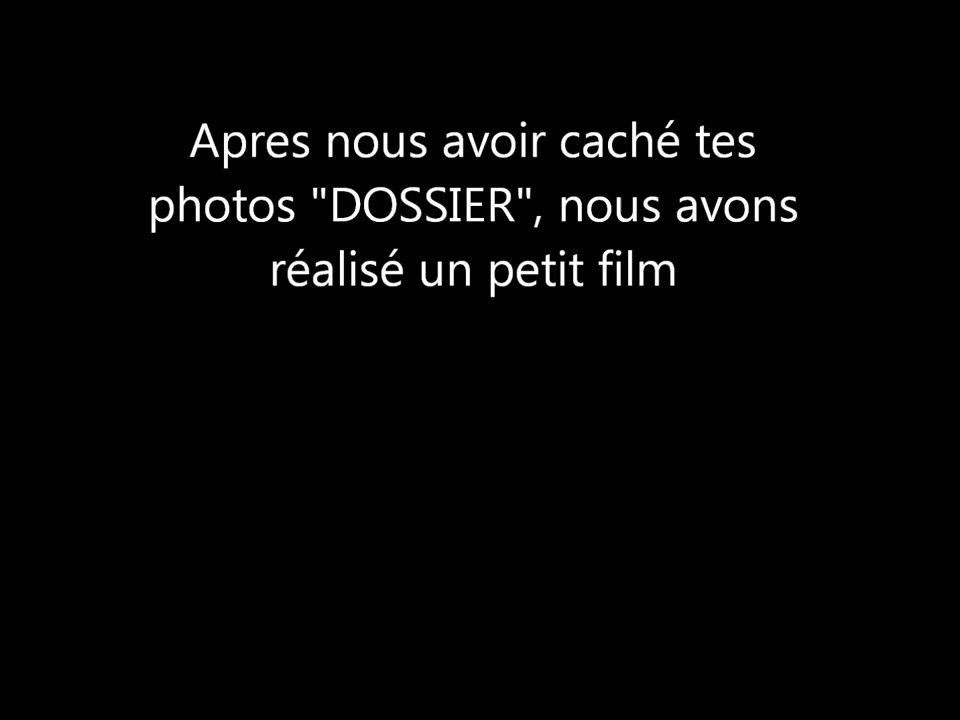 Apres nous avoir caché tes
photos "DOSSIER", nous avons
réalisé un petit film